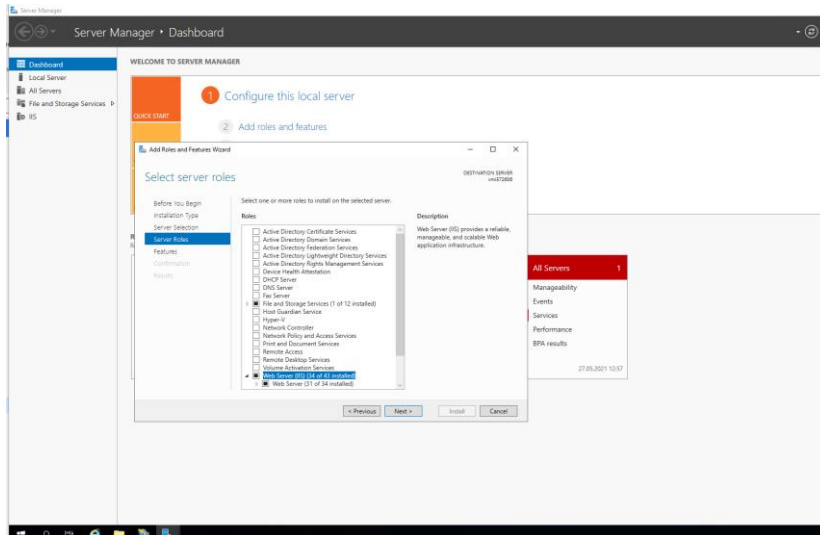 Server Manager
Server Manager • Dashboard
Dashboard
Local Server
All Servers
File and Storage Services
IIS
WELCOME TO SERVER MANAGER
QUICK START
1 Configure this local server
2 Add roles and features
Add Roles and Features Wizard
Select server roles
DESTINATION SERVER
Before You Begin
Installation Type
Server Selection
Server Roles
Features
Confirmation
Results
Select one or more roles to install on the selected server.
Roles
Active Directory Certificate Services
Active Directory Domain Services
Active Directory Federation Services
Active Directory Lightweight Directory Services
Active Directory Rights Management Services
Device Health Attestation
DHCP Server
DNS Server
Fax Server
File and Storage Services (1 of 12 installed)
Host Guardian Service
Hyper-V
Network Controller
Network Policy and Access Services
Print and Document Services
Remote Access
Remote Desktop Services
Volume Activation Services
Web Server (IIS) (34 of 43 installed)
Web Server (31 of 34 installed)
Description
Web Server (IIS) provides a reliable,
manageable, and scalable Web
application infrastructure.
< Previous
Next >
Install
Cancel
All Servers 1
Manageability
Events
Services
Performance
BPA results
27.05.2021 10:57